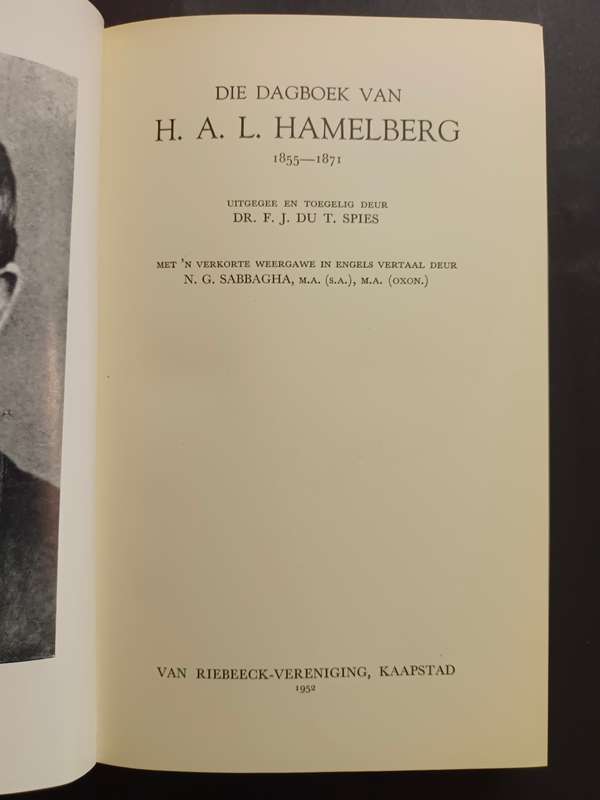 DIE DAGBOEK VAN
H. A. L. HAMELBERG
1855—1871
UITGEGEE EN TOEGELIG DEUR
DR. F. J. DU T. SPIES
MET 'N VERKORTE WEERGAWE IN ENGELS VERTAAL DEUR
N. G. SABBAGHA, M.A. (S.A.), M.A. (OXON.)
VAN RIEBEECK-VERENIGING, KAAPSTAD
1952